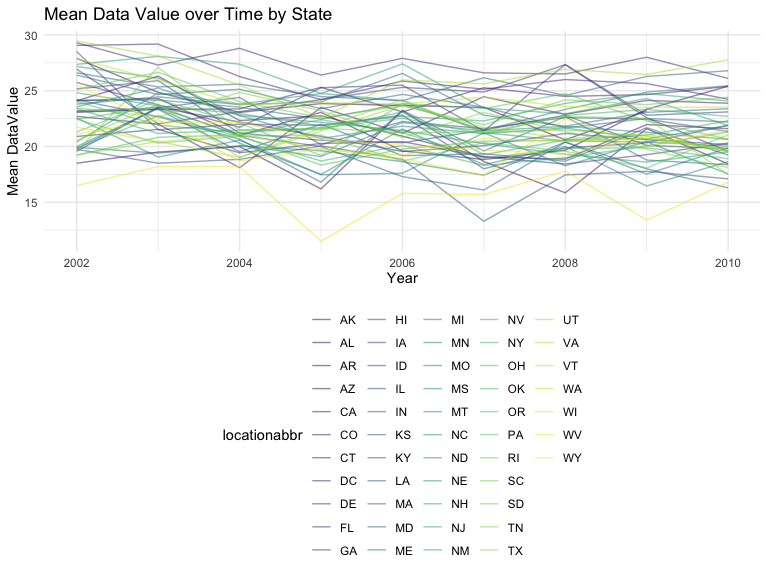 Mean Data Value over Time by State
30
25
20
15
Mean DataValue
2002 2004 2006 2008 2010
Year
locationabbr
AK HI MI NV UT
AL IA MN NY VA
AR ID MO OH VT
AZ IL MS OK WA
CA IN MT OR WI
CO KS NC PA WV
CT KY ND RI WY
DC LA NE SC
DE MA NH SD
FL MD NJ TN
GA ME NM TX